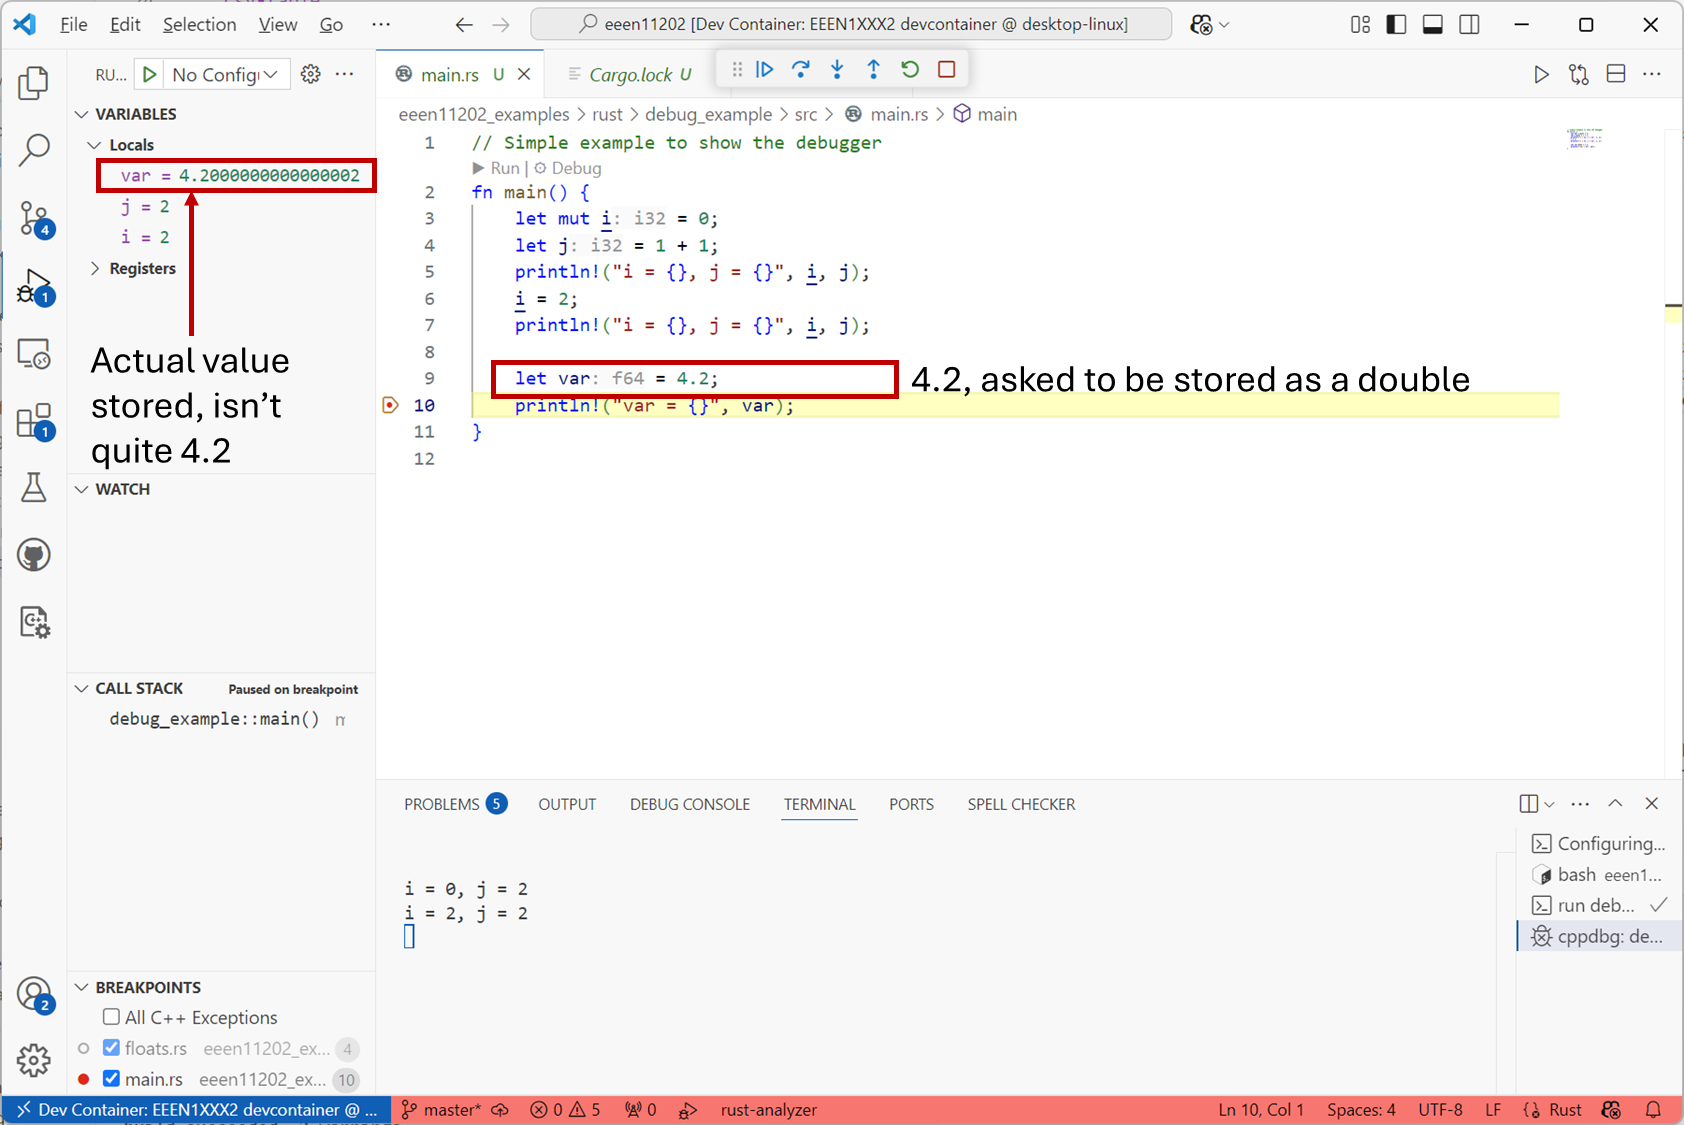 File Edit Selection View Go ···
eeen11202 [Dev Container: EEEN1XXX2 devcontainer @ desktop-linux]
RU... No Config ···
main.rs U
Cargo.lock U
eeen11202_examples > rust > debug_example > src > main.rs > main
VARIABLES
Locals
var = 4.2000000000000002
j = 2
i = 2
Registers
Actual value
stored, isn't
quite 4.2
WATCH
CALL STACK Paused on breakpoint
debug_example::main()
BREAKPOINTS
All C++ Exceptions
floats.rs eeen11202_ex... 4
main.rs eeen11202_ex... 10
4
1
1
2
1 // Simple example to show the debugger
Run | Debug
2 fn main() {
3 let mut i: i32 = 0;
4 let j: i32 = 1 + 1;
5 println!("i = {}, j = {}", i, j);
6 i = 2;
7 println!("i = {}, j = {}", i, j);
8
9 let var: f64 = 4.2;
4.2, asked to be stored as a double
10 println!("var = {}", var);
11 }
12
PROBLEMS 5 OUTPUT DEBUG CONSOLE TERMINAL PORTS SPELL CHECKER
i = 0, j = 2
i = 2, j = 2
Configuring...
bash eeen1...
run deb...
cppdbg: de...
Dev Container: EEEN1XXX2 devcontainer @ ... master* 0 5 0 rust-analyzer Ln 10, Col 1 Spaces: 4 UTF-8 LF Rust